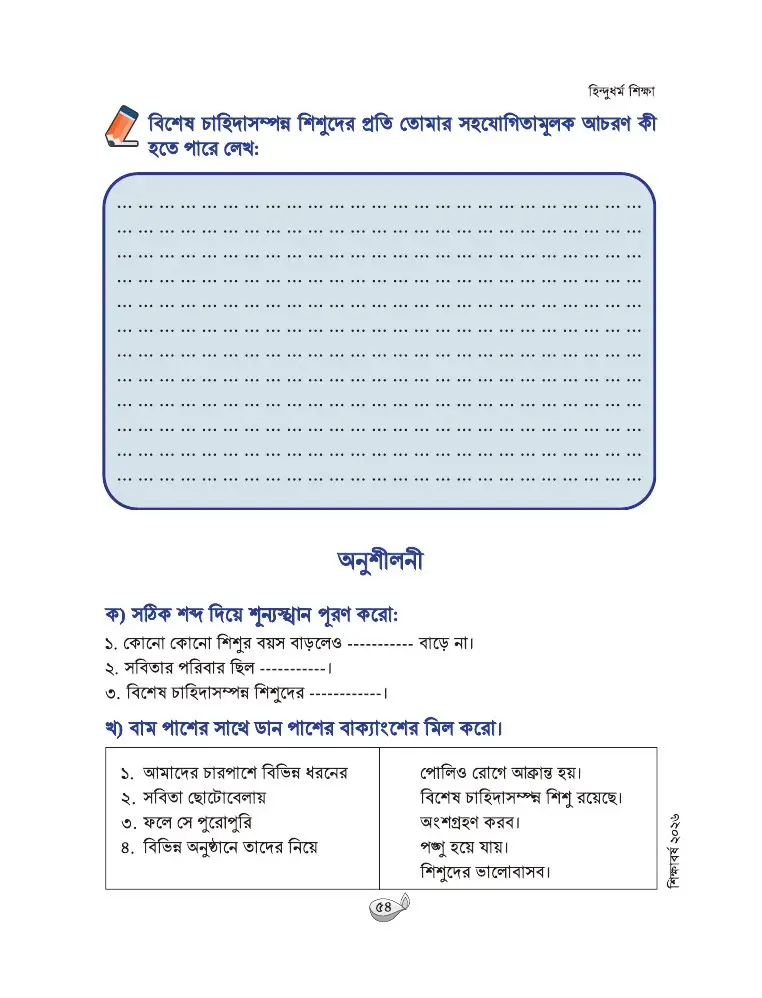 হিন্দুধর্ম শিক্ষা
বিশেষ চাহিদাসম্পন্ন শিশুদের প্রতি তোমার সহযোগিতামূলক আচরণ কী
হতে পারে লেখ:
... ... ... ... ... ... ... ... ... ... ... ... ... ... ... ... ... ... ... ... ... ... ... ... ...
... ... ... ... ... ... ... ... ... ... ... ... ... ... ... ... ... ... ... ... ... ... ... ... ...
... ... ... ... ... ... ... ... ... ... ... ... ... ... ... ... ... ... ... ... ... ... ... ... ...
... ... ... ... ... ... ... ... ... ... ... ... ... ... ... ... ... ... ... ... ... ... ... ... ...
... ... ... ... ... ... ... ... ... ... ... ... ... ... ... ... ... ... ... ... ... ... ... ... ...
... ... ... ... ... ... ... ... ... ... ... ... ... ... ... ... ... ... ... ... ... ... ... ... ...
... ... ... ... ... ... ... ... ... ... ... ... ... ... ... ... ... ... ... ... ... ... ... ... ...
... ... ... ... ... ... ... ... ... ... ... ... ... ... ... ... ... ... ... ... ... ... ... ... ...
... ... ... ... ... ... ... ... ... ... ... ... ... ... ... ... ... ... ... ... ... ... ... ... ...
... ... ... ... ... ... ... ... ... ... ... ... ... ... ... ... ... ... ... ... ... ... ... ... ...
... ... ... ... ... ... ... ... ... ... ... ... ... ... ... ... ... ... ... ... ... ... ... ... ...
... ... ... ... ... ... ... ... ... ... ... ... ... ... ... ... ... ... ... ... ... ... ... ... ...
অনুশীলনী
ক) সঠিক শব্দ দিয়ে শূন্যস্থান পূরণ করো:
১. কোনো কোনো শিশুর বয়স বাড়লেও ----------- বাড়ে না।
২. সবিতার পরিবার ছিল -----------।
৩. বিশেষ চাহিদাসম্পন্ন শিশুদের ------------।
খ) বাম পাশের সাথে ডান পাশের বাক্যাংশের মিল করো।
১. আমাদের চারপাশে বিভিন্ন ধরনের
২. সবিতা ছোটোবেলায়
৩. ফলে সে পুরোপুরি
৪. বিভিন্ন অনুষ্ঠানে তাদের নিয়ে
পোলিও রোগে আক্রান্ত হয়।
বিশেষ চাহিদাসম্পন্ন শিশু রয়েছে।
অংশগ্রহণ করব।
পঙ্গু হয়ে যায়।
শিশুদের ভালোবাসব।
শিক্ষাবর্ষ ২০২৬
৫৪